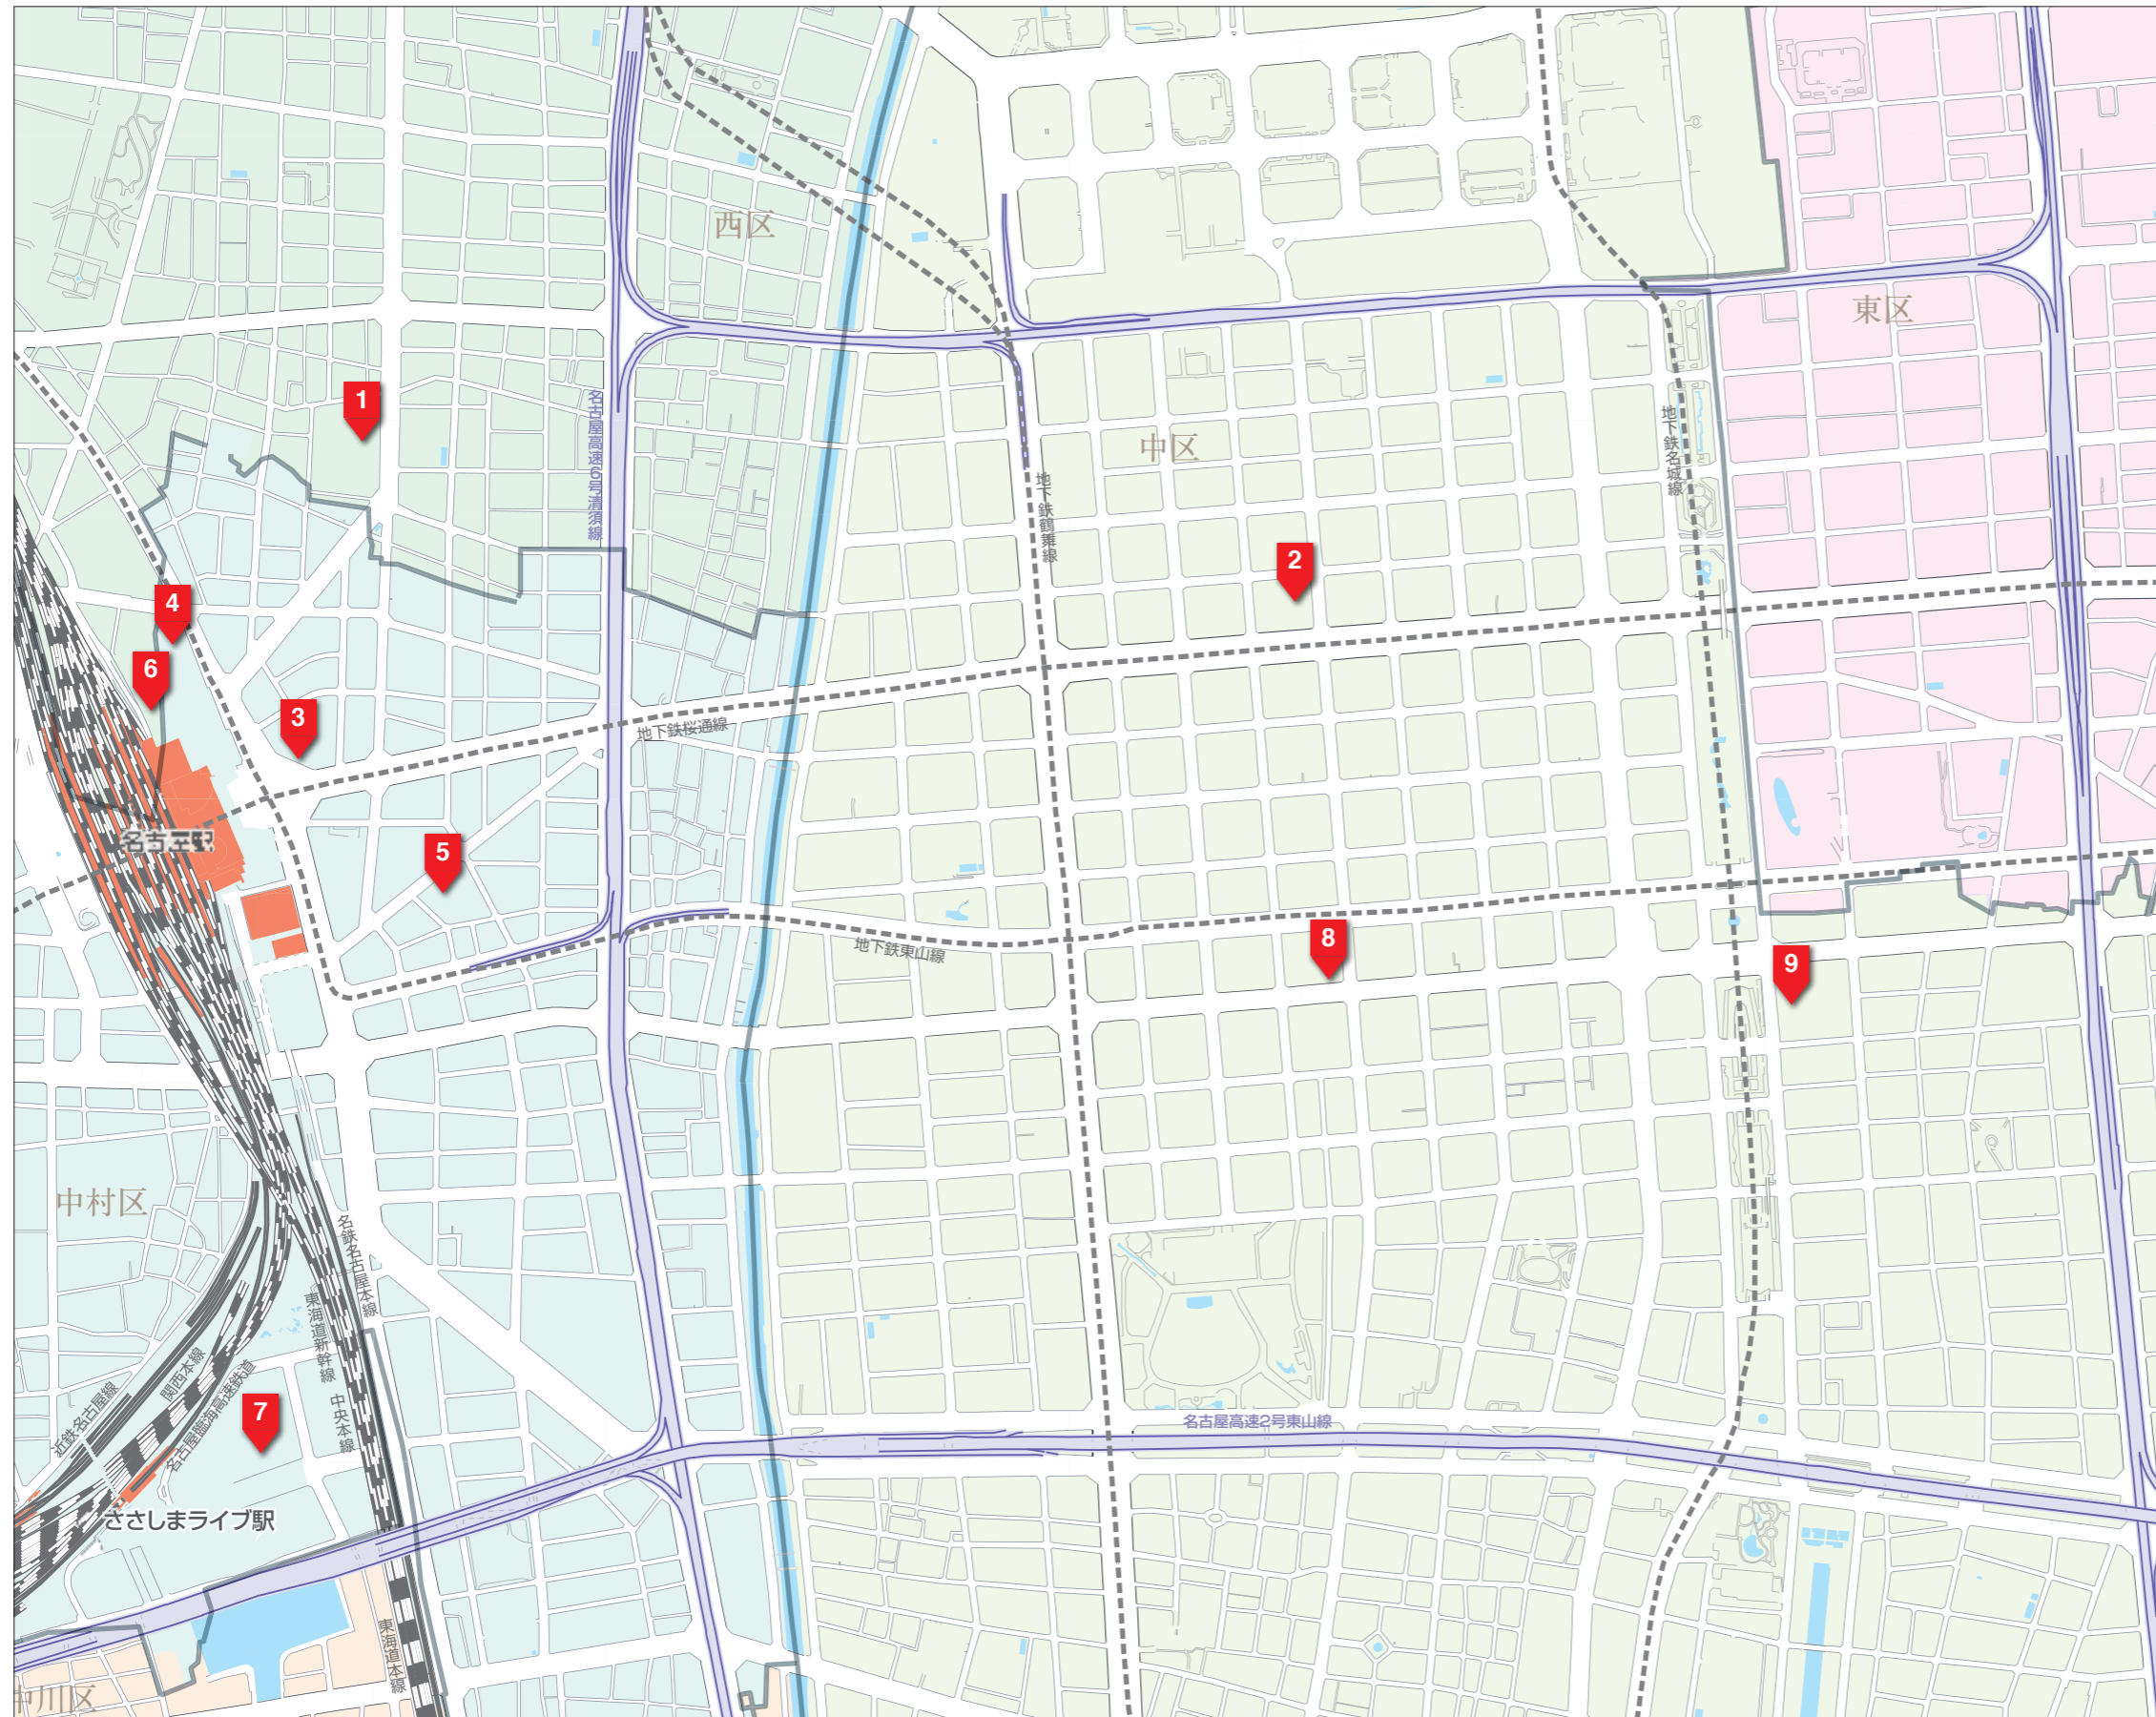 西区
東区
1
名古屋高速6号清須線
中区
地下鉄名城線
地下鉄鶴舞線
2
4
6
3
地下鉄桜通線
名古屋駅
5
地下鉄東山線
8
9
中村区
名鉄名古屋本線
東海道新幹線
関西本線
近鉄名古屋線
名古屋臨海高速鉄道
中央本線
7
名古屋高速2号東山線
ささしまライブ駅
東海道本線
中川区